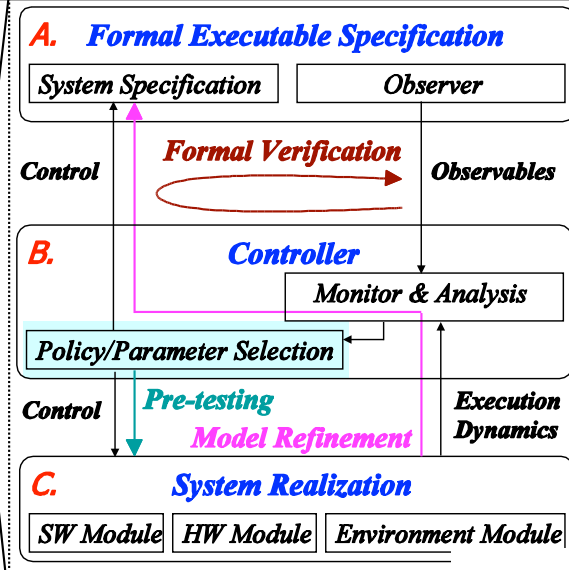 A. Formal Executable Specification
System Specification
Observer
Formal Verification
Control
Observables
B.
Controller
Monitor & Analysis
Policy/Parameter Selection
Control
Pre-testing
Execution
Dynamics
Model Refinement
C. System Realization
SW Module
HW Module
Environment Module